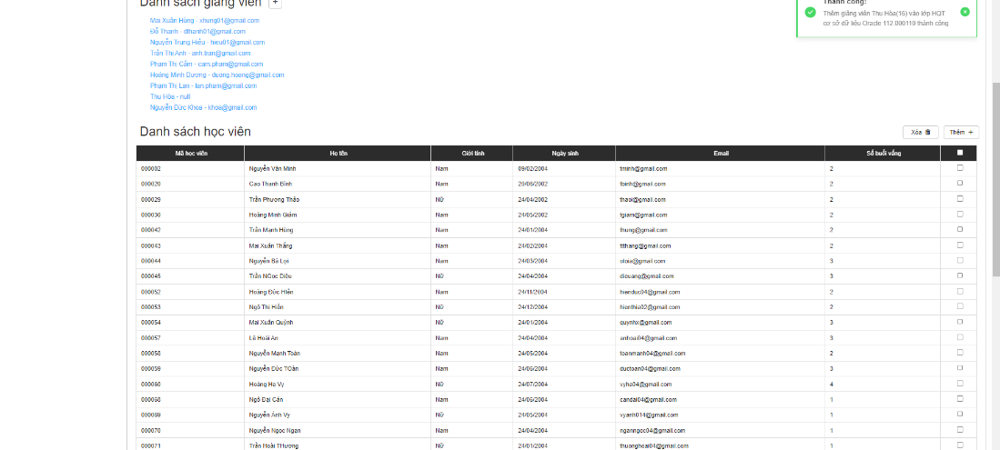 Danh sách giảng viên +
Thành công!
Thêm giảng viên Thu Hòa(16) vào lớp HQT
cơ sở dữ liệu Oracle 112.000110 thành công
Mai Xuân Hùng - xhung01@gmail.com
Đỗ Thanh - dthanh01@gmail.com
Nguyễn Trung Hiếu - hieut01@gmail.com
Trần Thị Anh - anh.tran@gmail.com
Phạm Thị Cẩm - cam.pham@gmail.com
Hoàng Minh Dương - duong.hoang@gmail.com
Phạm Thị Lan - lan.pham@gmail.com
Thu Hòa - null
Nguyễn Đức Khoa - khoa@gmail.com
Danh sách học viên
Xóa Thêm +
Mã học viên Họ tên Giới tính Ngày sinh Email Số buổi vắng
000002 Nguyễn Văn Minh Nam 09/02/2004 tminh@gmail.com 2
000020 Cao Thanh Bình Nam 20/06/2002 tbinh@gmail.com 2
000029 Trần Phương Thảo Nữ 24/04/2002 thaoi@gmail.com 2
000030 Hoàng Minh Giám Nam 24/05/2002 tgiam@gmail.com 2
000042 Trần Mạnh Hùng Nam 24/01/2004 thung@gmail.com 2
000043 Mai Xuân Thắng Nam 24/02/2004 ttthang@gmail.com 2
000044 Nguyễn Bá Lợi Nam 24/03/2004 oloia@gmail.com 3
000045 Trần NGọc Diệu Nữ 24/04/2004 dieuang@gmail.com 3
000052 Hoàng Đức HIển Nam 24/11/2004 hienduc04@gmail.com 2
000053 Ngô Thị Hiền Nữ 24/12/2004 hienthia02@gmail.com 2
000054 Mai Xuân Quỳnh Nữ 24/01/2004 quynhx@gmail.com 3
000057 Lê Hoài An Nam 24/04/2004 anhoai04@gmail.com 3
000058 Nguyễn Mạnh Toàn Nam 24/05/2004 toanmanh04@gmail.com 2
000059 Nguyễn Đức TOản Nam 24/06/2004 ductoan04@gmail.com 3
000060 Hoàng Hạ Vy Nữ 24/07/2004 vyha04@gmail.com 4
000068 Ngô Đại Cản Nam 24/06/2004 candai04@gmail.com 1
000069 Nguyễn Ánh Vy Nữ 24/05/2004 vyanh014@gmail.com 1
000070 Nguyễn Ngọc Ngạn Nam 24/04/2004 nganngoc04@gmail.com 1
000071 Trần Hoài THương Nữ 24/01/2004 thuonghoai04@gmail.com 1